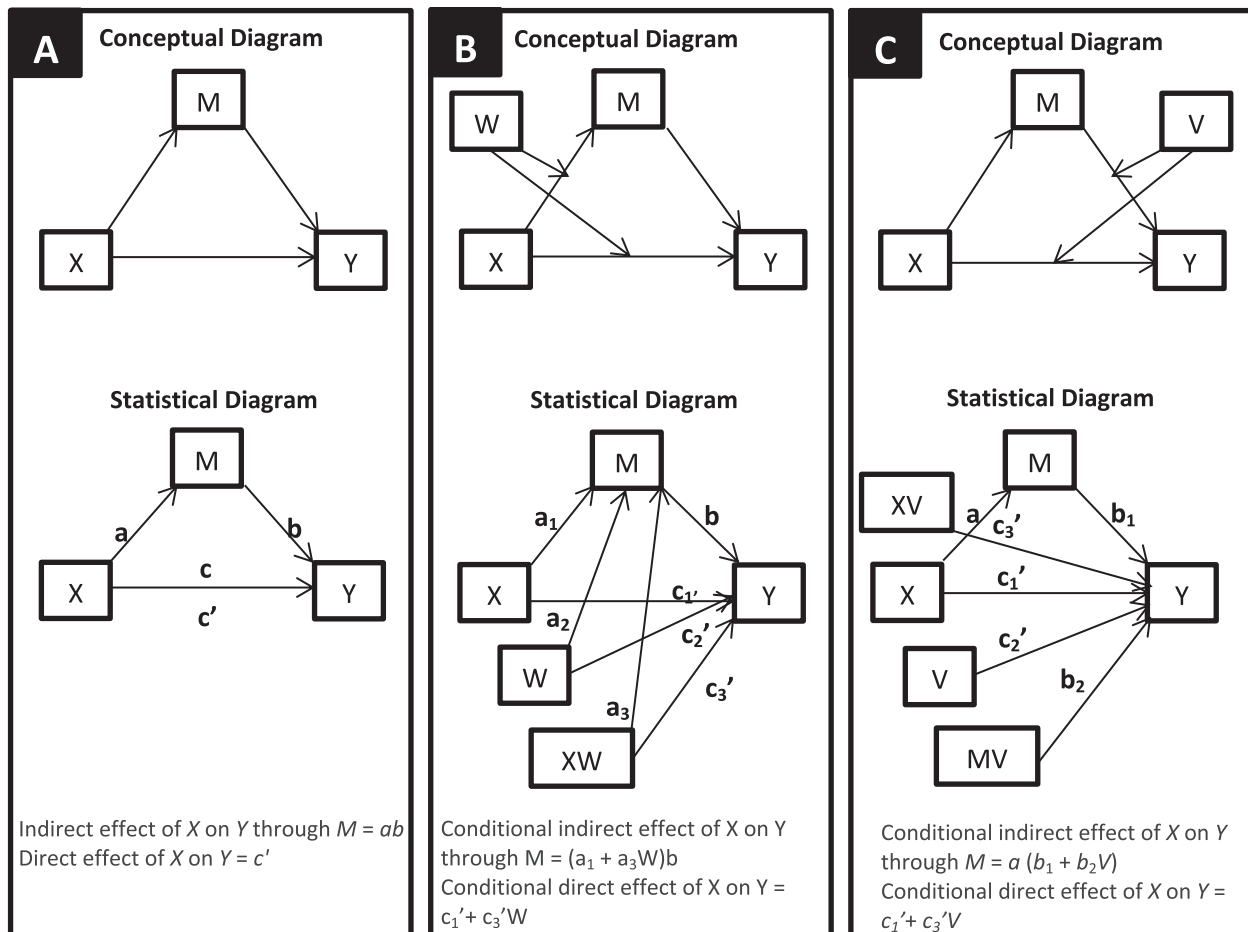 A
Conceptual Diagram
M
X
Y
Statistical Diagram
M
a
b
X
c
c'
Y
Indirect effect of X on Y through M = ab
Direct effect of X on Y = c'
B
Conceptual Diagram
W
M
X
Y
Statistical Diagram
M
a₁
b
X
c₁'
Y
a₂
c₂'
W
c₃'
a₃
XW
Conditional indirect effect of X on Y
through M = (a₁ + a₃W)b
Conditional direct effect of X on Y =
c₁'+ c₃'W
C
Conceptual Diagram
M
V
X
Y
Statistical Diagram
M
XV
a
c₃'
b₁
X
c₁'
Y
c₂'
V
b₂
MV
Conditional indirect effect of X on Y
through M = a (b₁ + b₂V)
Conditional direct effect of X on Y =
c₁'+ c₃'V